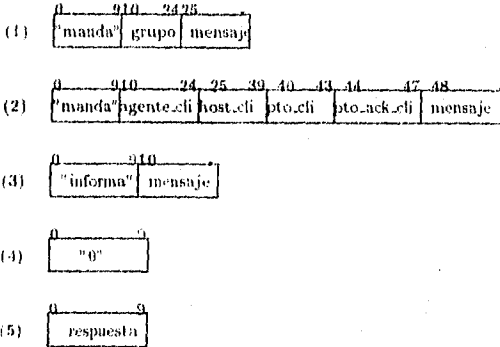 0 9 10 24 25 *
(1) "manda" grupo mensaje
0 9 10 24 25 39 40 43 44 47 48
(2) "manda" agente_cli host_cli pto_cli pto_ack_cli mensaje
0 9 10 *
(3) "informa" mensaje
0 9
(4) "0"
0 9
(5) respuesta